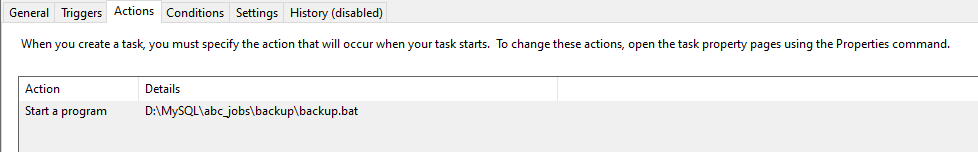 General Triggers Actions Conditions Settings History (disabled)
When you create a task, you must specify the action that will occur when your task starts.  To change these actions, open the task property pages using the Properties command.
Action Details
Start a program D:\MySQL\abc_jobs\backup\backup.bat